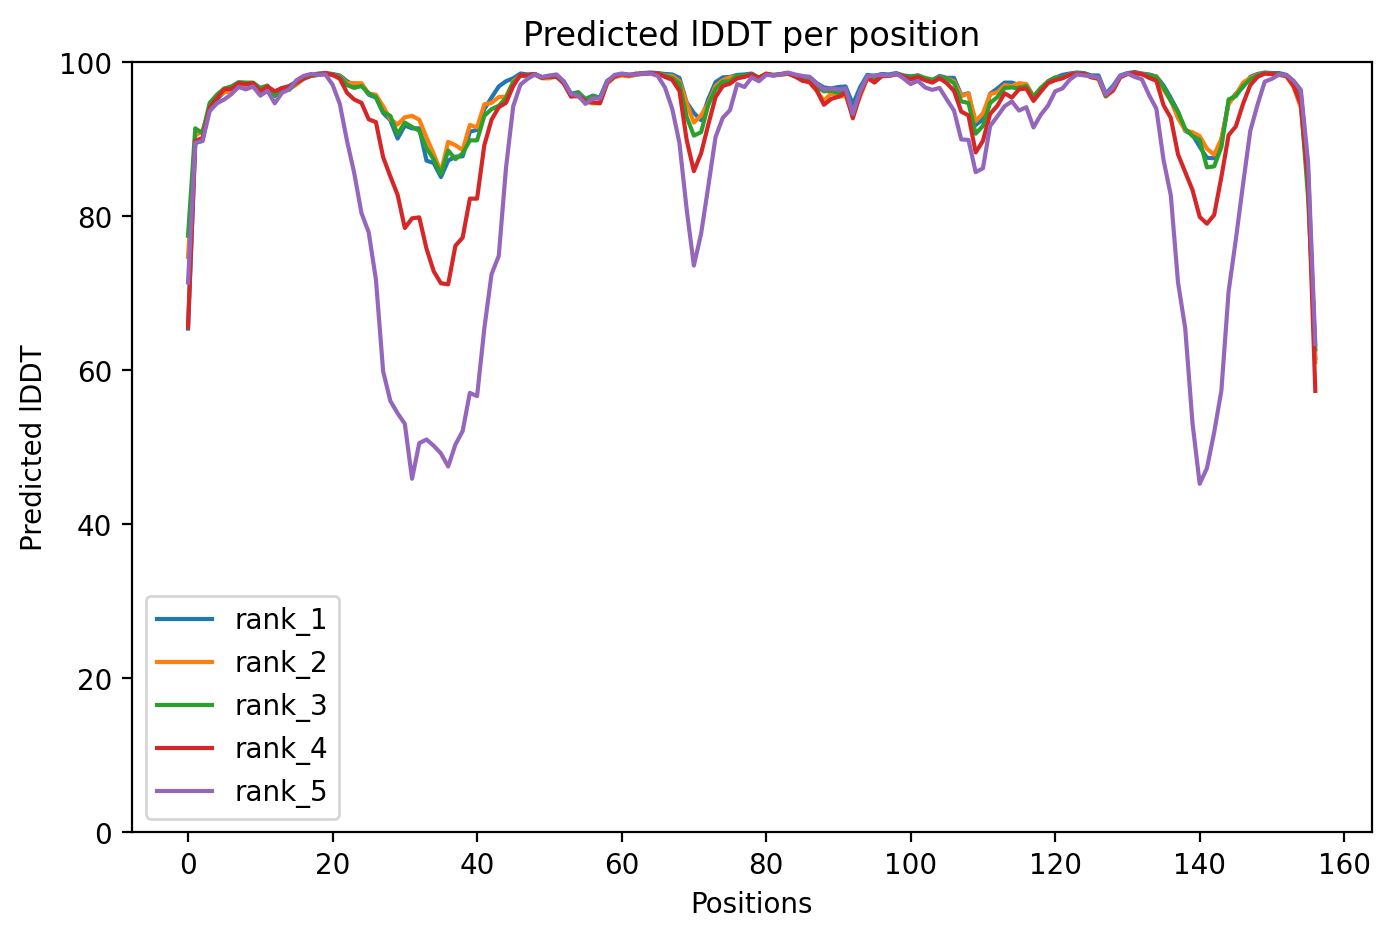 Predicted lDDT per position
100
80
60
40
20
0
Predicted lDDT
rank_1
rank_2
rank_3
rank_4
rank_5
0 20 40 60 80 100 120 140 160
Positions